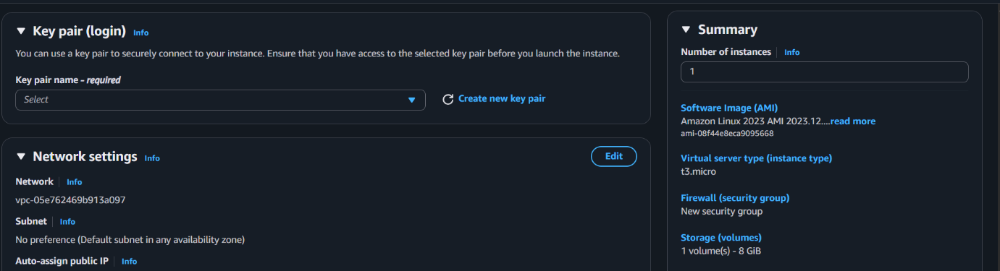 Key pair (login) Info
You can use a key pair to securely connect to your instance. Ensure that you have access to the selected key pair before you launch the instance.
Key pair name - required
Select
Create new key pair
Network settings Info
Edit
Network Info
vpc-05e762469b913a097
Subnet Info
No preference (Default subnet in any availability zone)
Auto-assign public IP Info
Summary
Number of instances Info
1
Software Image (AMI)
Amazon Linux 2023 AMI 2023.12....read more
ami-08f44e8eca9095668
Virtual server type (instance type)
t3.micro
Firewall (security group)
New security group
Storage (volumes)
1 volume(s) - 8 GiB